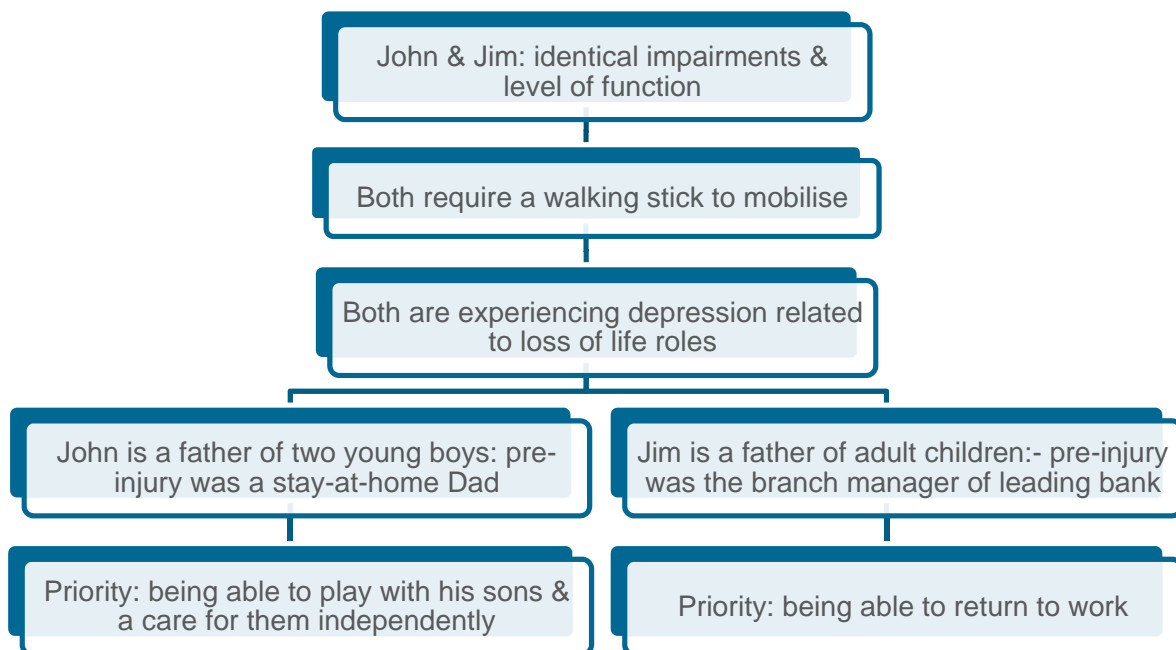 John & Jim: identical impairments &
level of function
Both require a walking stick to mobilise
Both are experiencing depression related
to loss of life roles
John is a father of two young boys: pre-
injury was a stay-at-home Dad
Jim is a father of adult children:- pre-injury
was the branch manager of leading bank
Priority: being able to play with his sons &
a care for them independently
Priority: being able to return to work